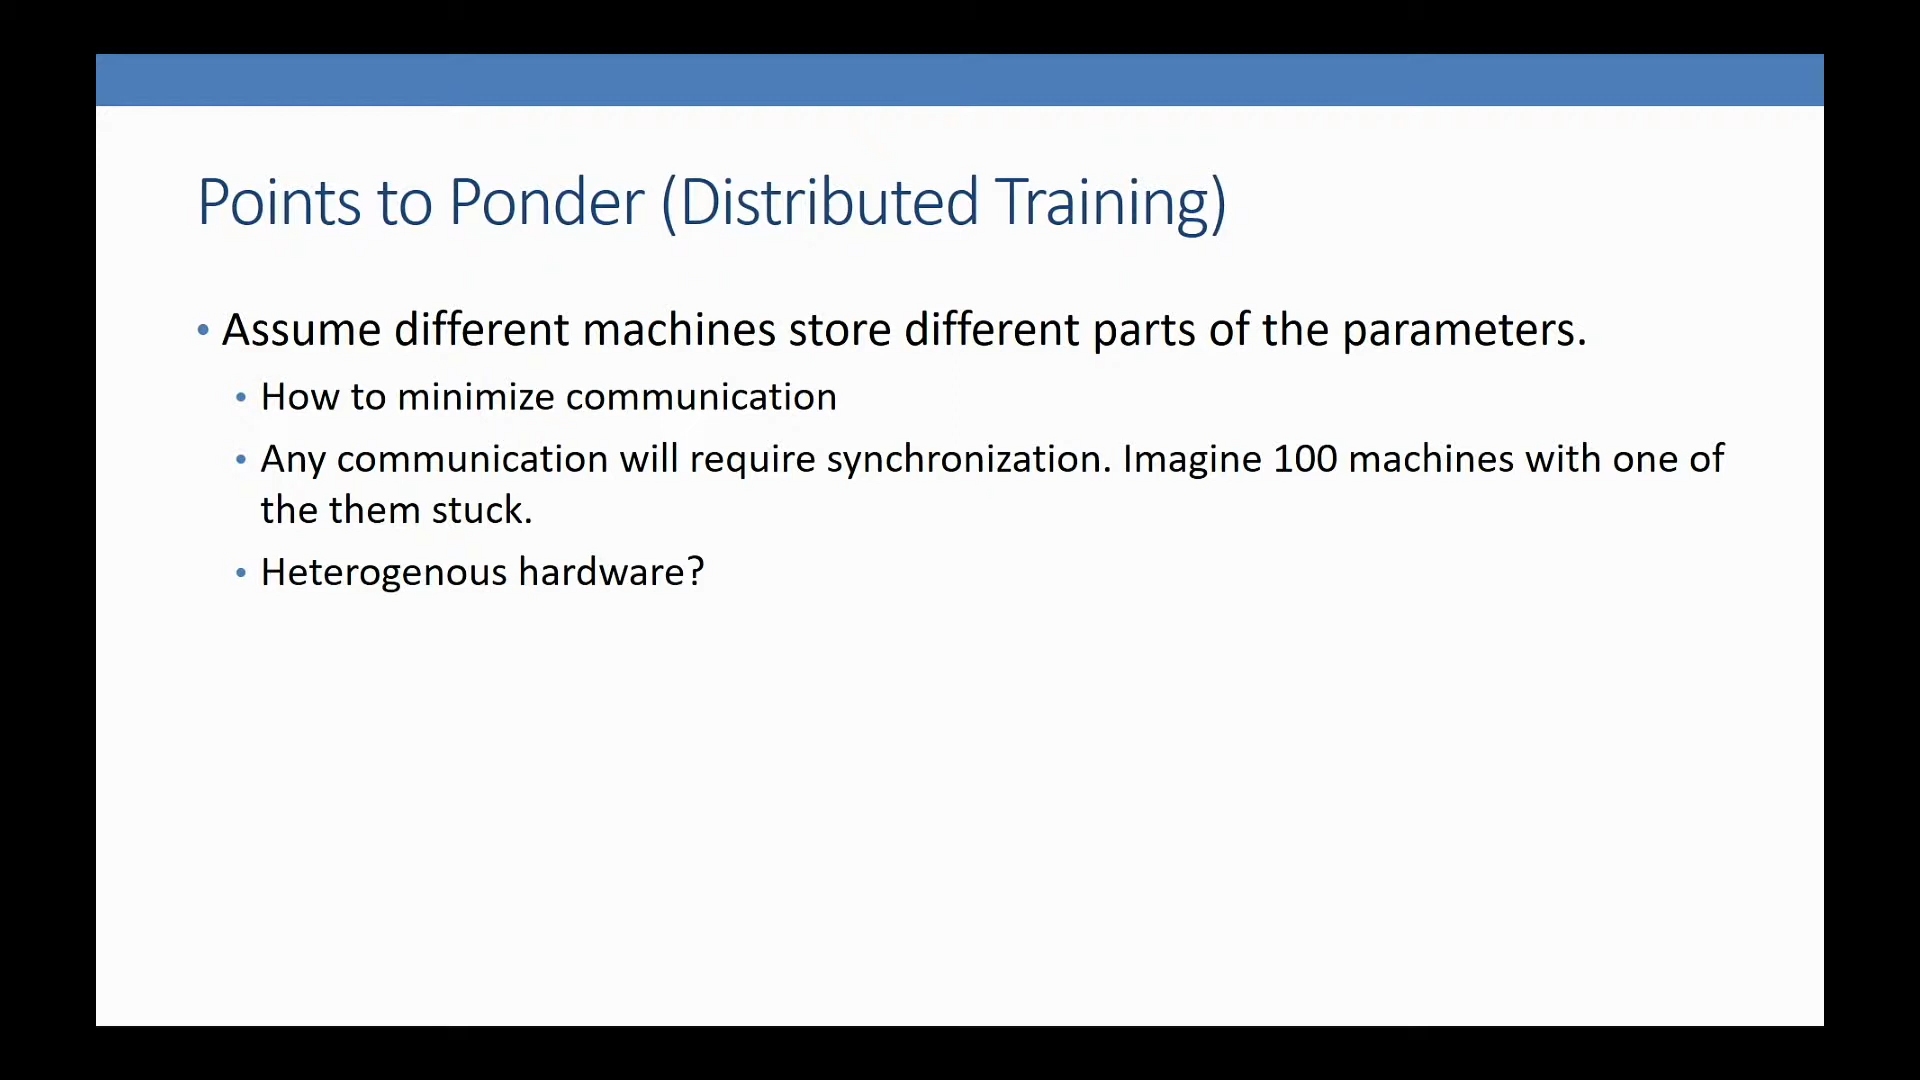 Points to Ponder (Distributed Training)
• Assume different machines store different parts of the parameters.
• How to minimize communication
• Any communication will require synchronization. Imagine 100 machines with one of
the them stuck.
• Heterogenous hardware?